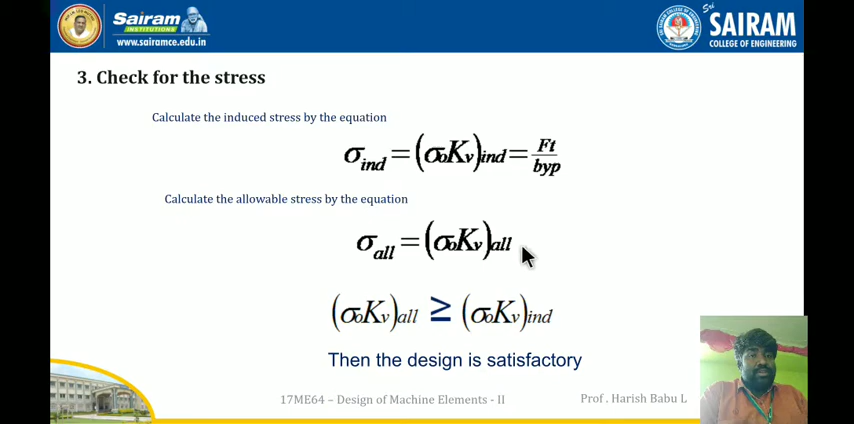 Sairam
INSTITUTIONS
www.sairamce.edu.in
Sri
SAIRAM
COLLEGE OF ENGINEERING
3. Check for the stress
Calculate the induced stress by the equation
σind = (σoKv)ind = Ft/byp
Calculate the allowable stress by the equation
σall = (σoKv)all
(σoKv)all ≥ (σoKv)ind
Then the design is satisfactory
17ME64 – Design of Machine Elements - II
Prof . Harish Babu L